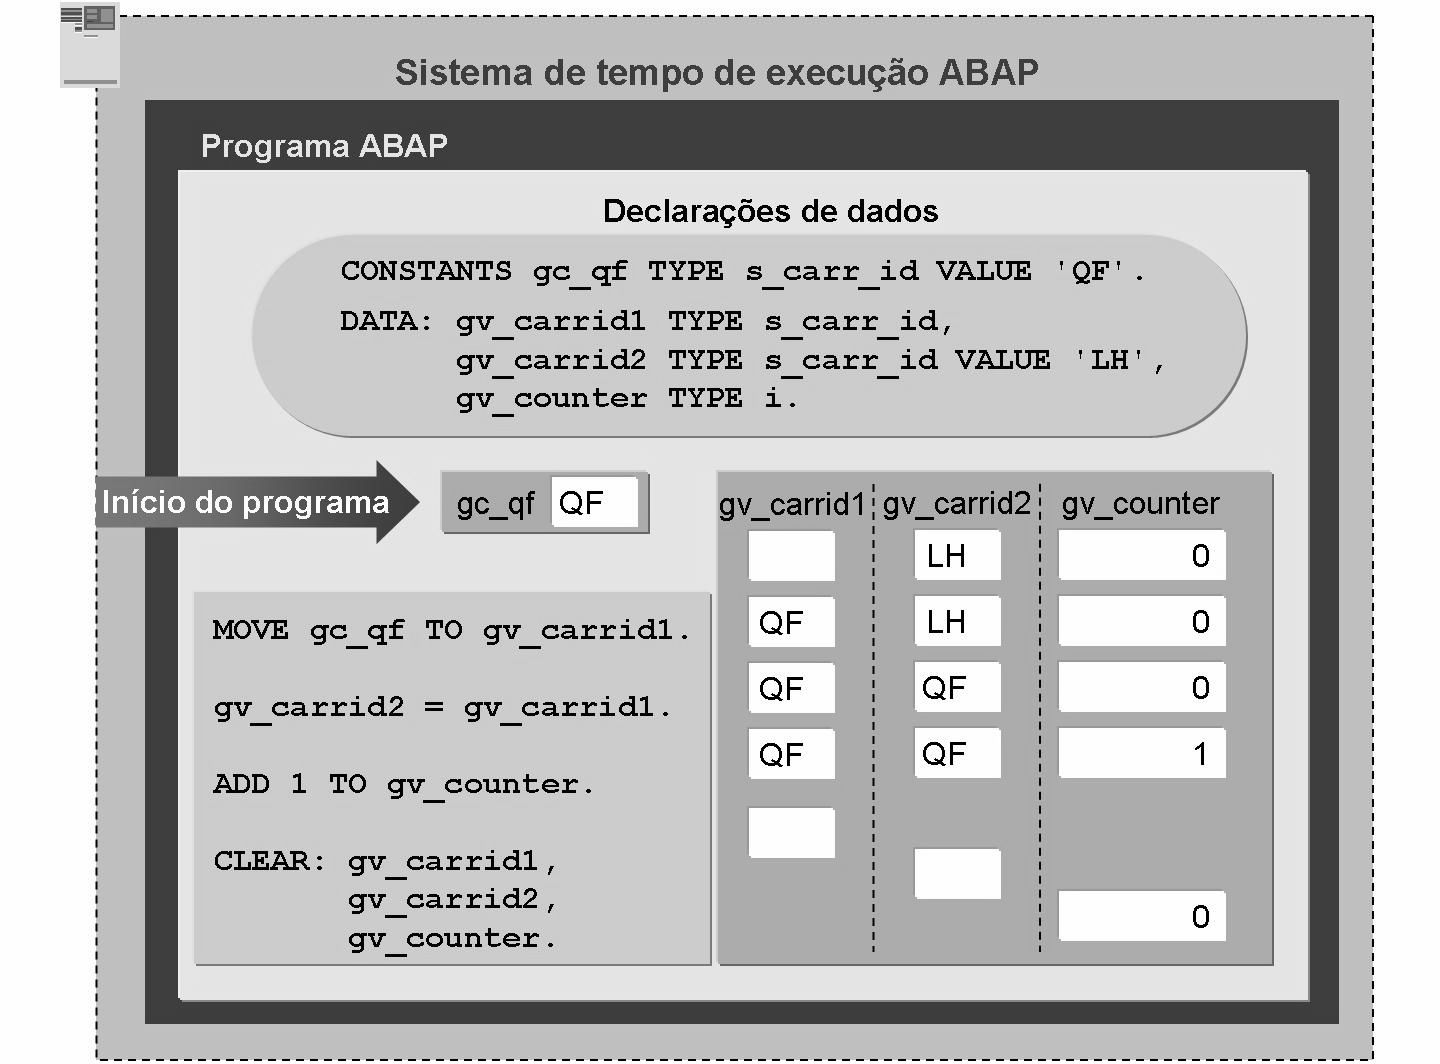 Sistema de tempo de execução ABAP
Programa ABAP
Declarações de dados
CONSTANTS gc_qf TYPE s_carr_id VALUE 'QF'.
DATA: gv_carrid1 TYPE s_carr_id,
gv_carrid2 TYPE s_carr_id VALUE 'LH',
gv_counter TYPE i.
Início do programa
gc_qf QF
gv_carrid1 gv_carrid2 gv_counter
LH 0
QF LH 0
QF QF 0
QF QF 1
0
MOVE gc_qf TO gv_carrid1.
gv_carrid2 = gv_carrid1.
ADD 1 TO gv_counter.
CLEAR: gv_carrid1,
gv_carrid2,
gv_counter.